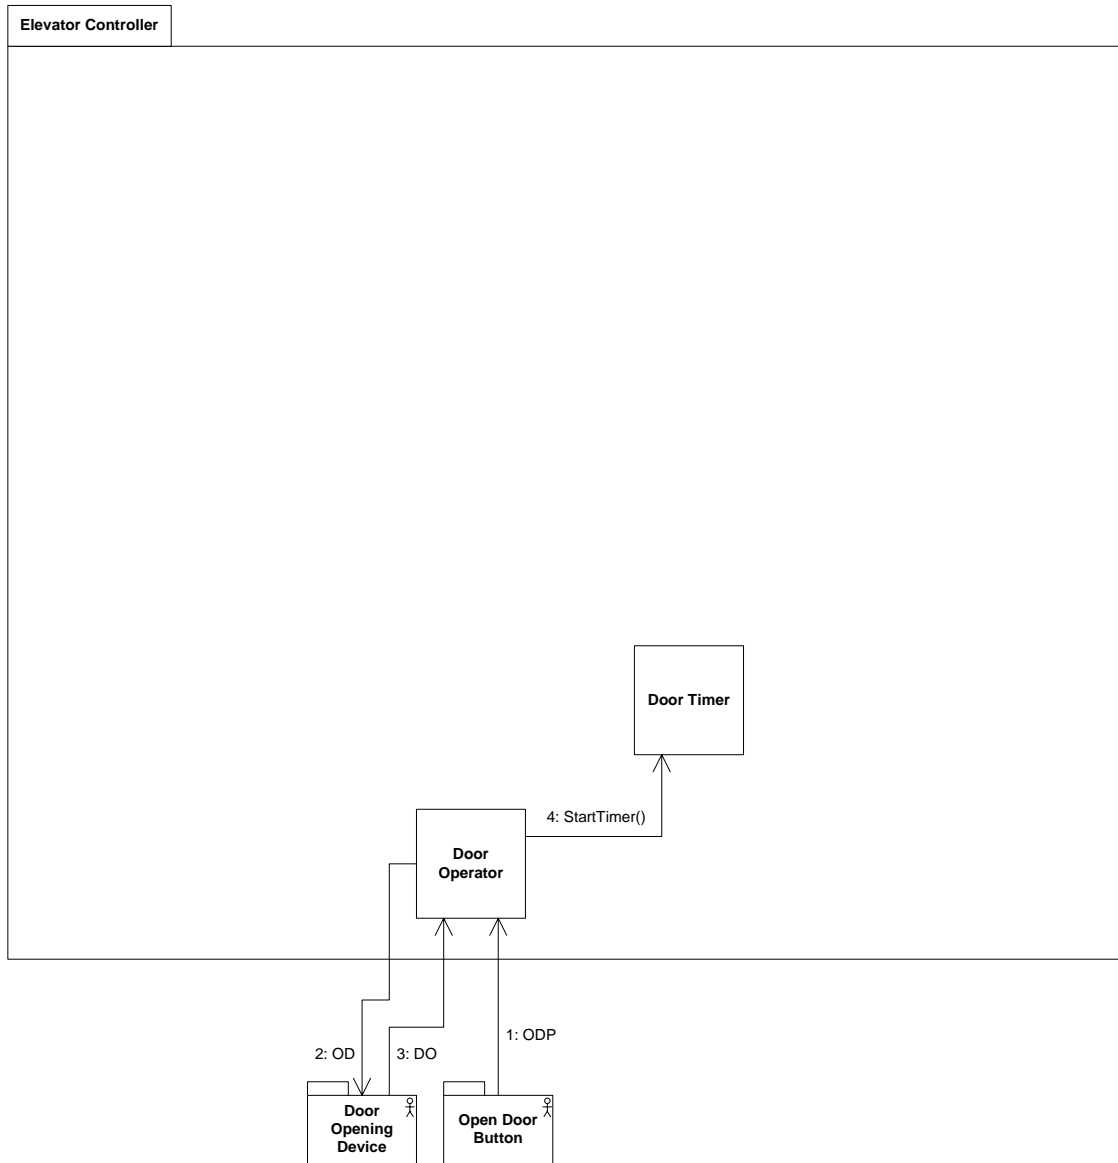 Elevator Controller
Door Timer
4: StartTimer()
Door
Operator
1: ODP
2: OD
3: DO
Door
Opening
Device
Open Door
Button